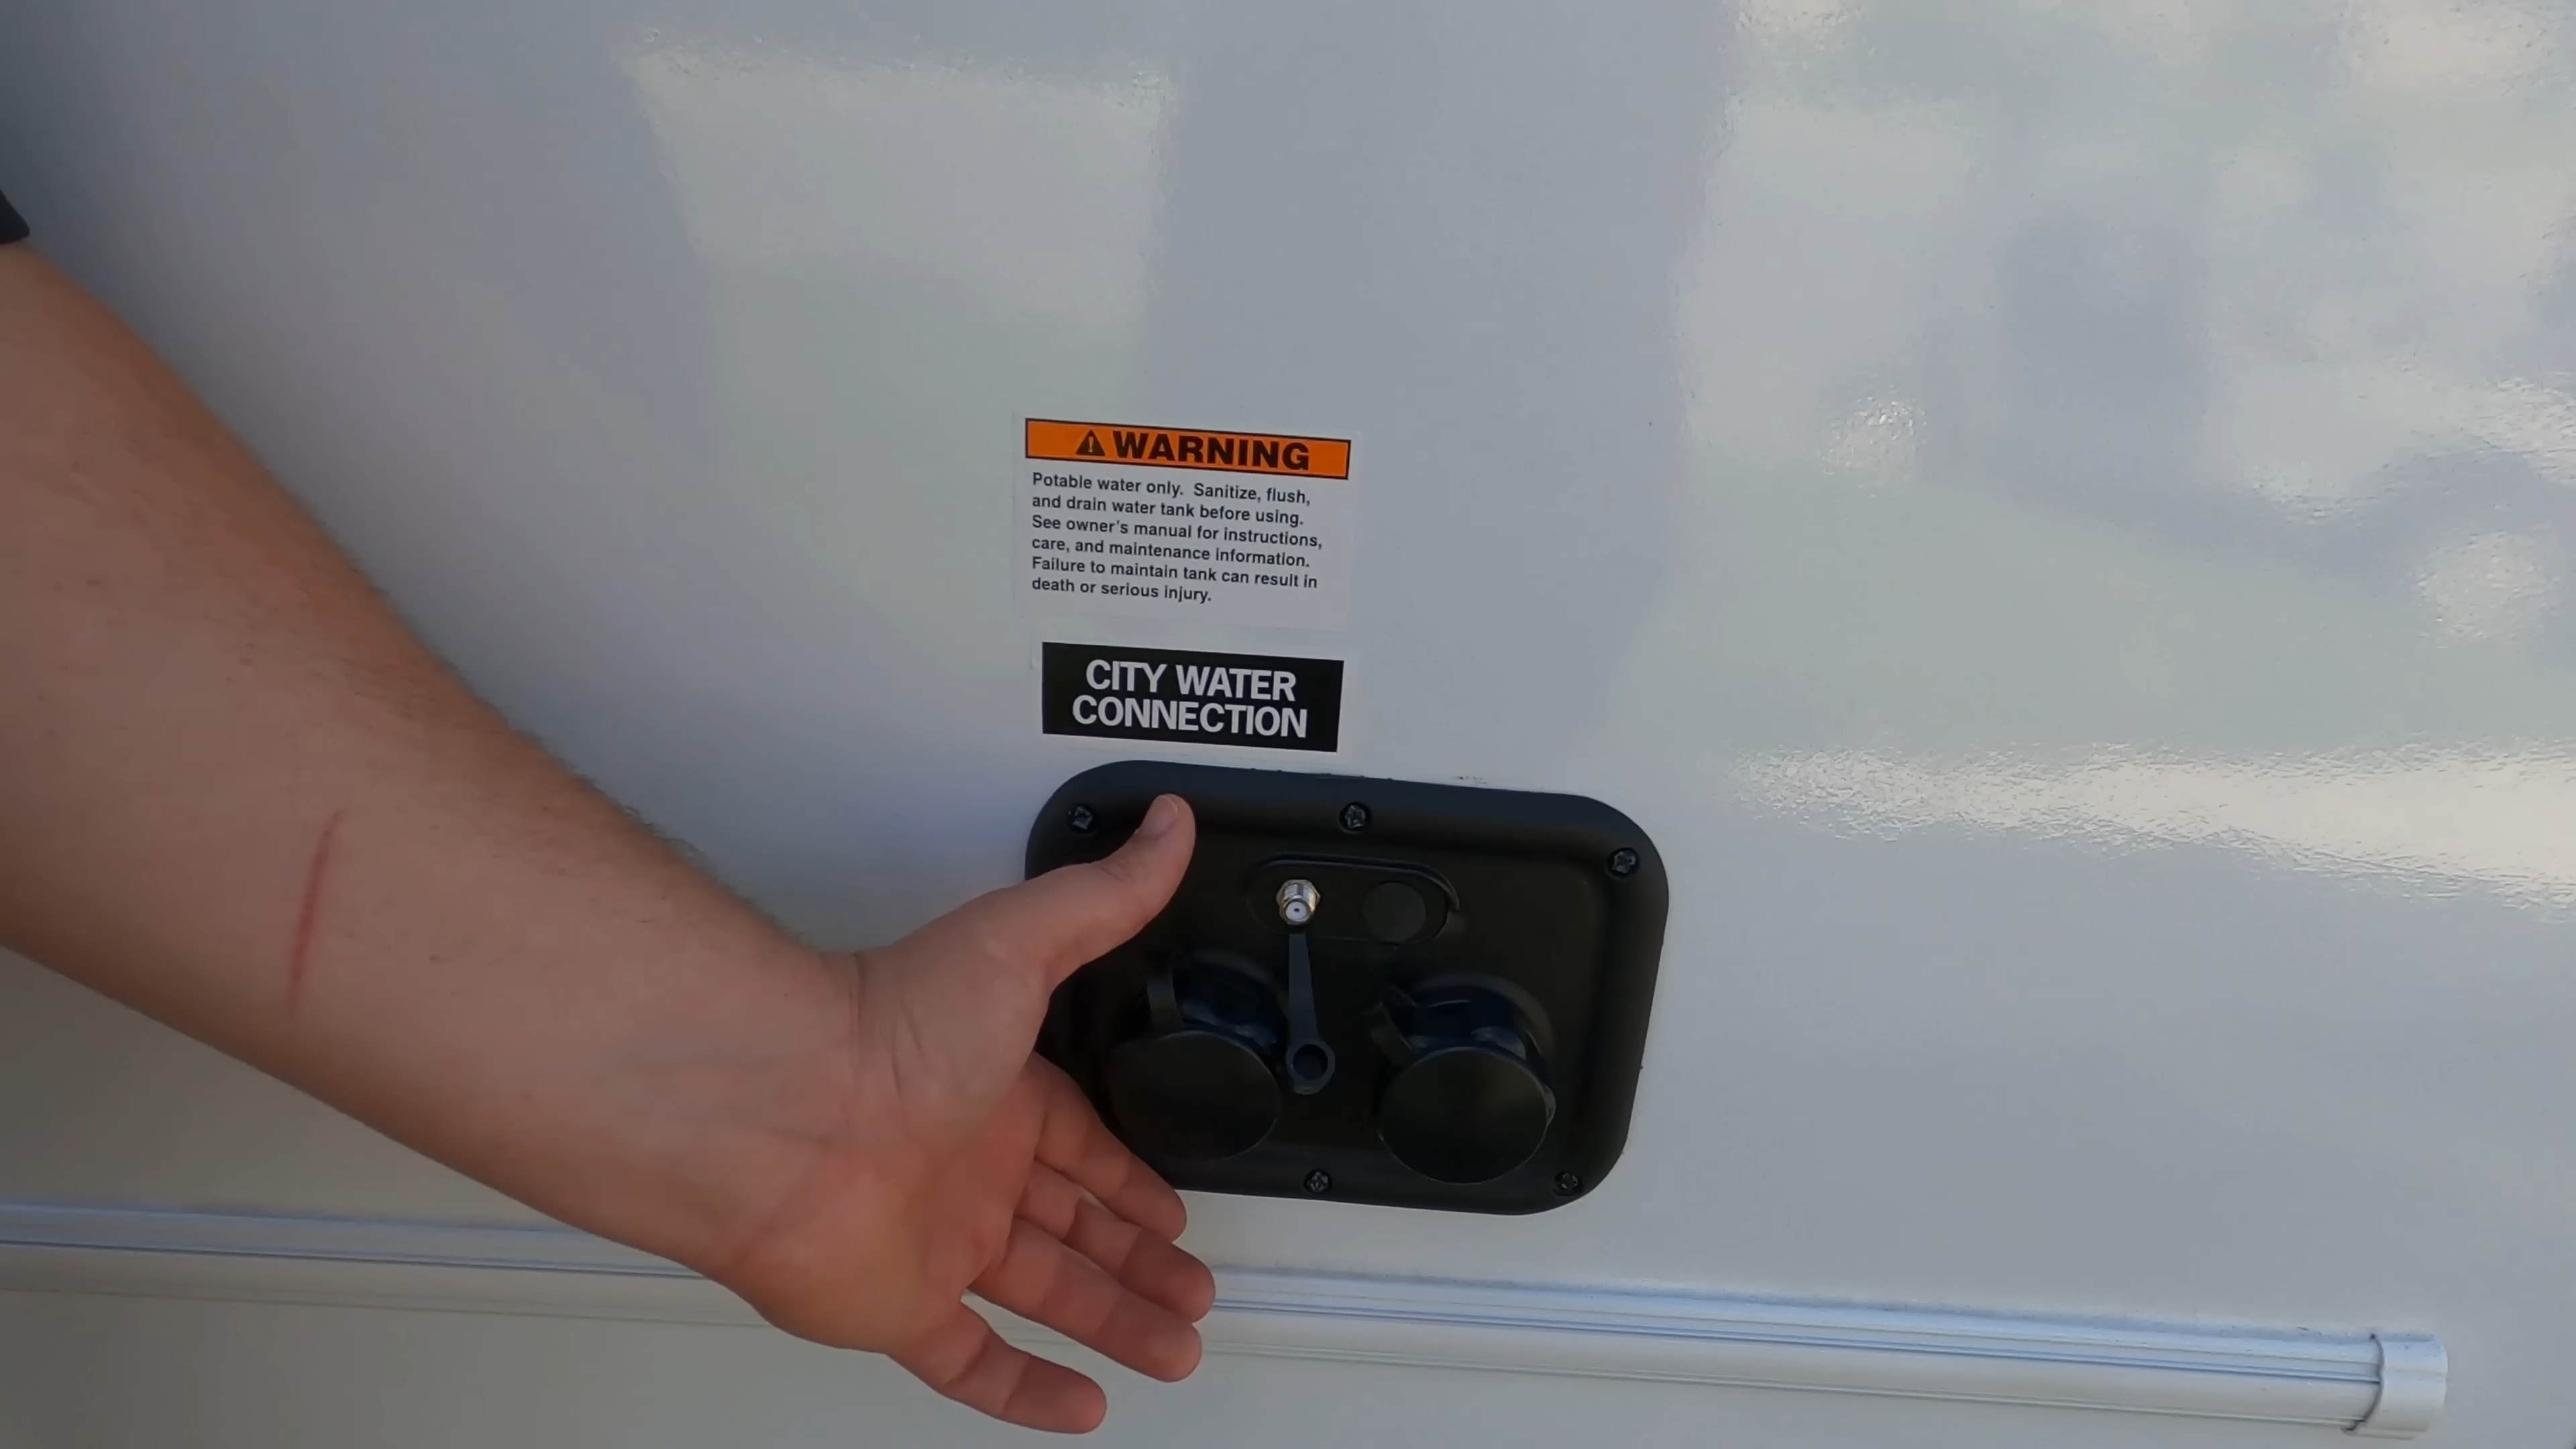 WARNING
Potable water only. Sanitize, flush,
and drain water tank before using.
See owner's manual for instructions,
care, and maintenance information.
Failure to maintain tank can result in
death or serious injury.
CITY WATER
CONNECTION